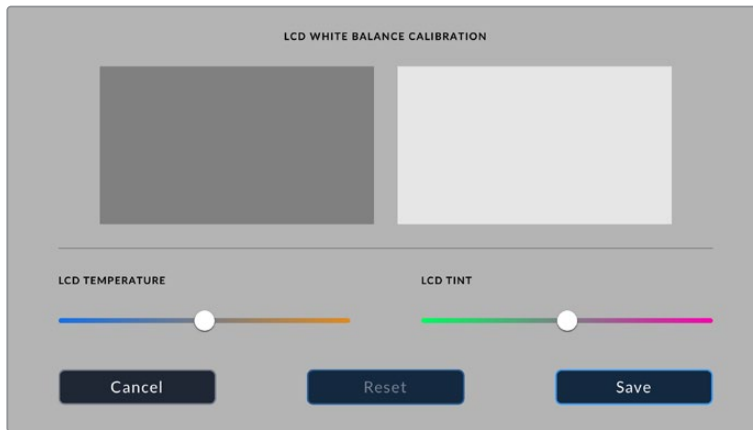 LCD WHITE BALANCE CALIBRATION
LCD TEMPERATURE
LCD TINT
Cancel
Reset
Save